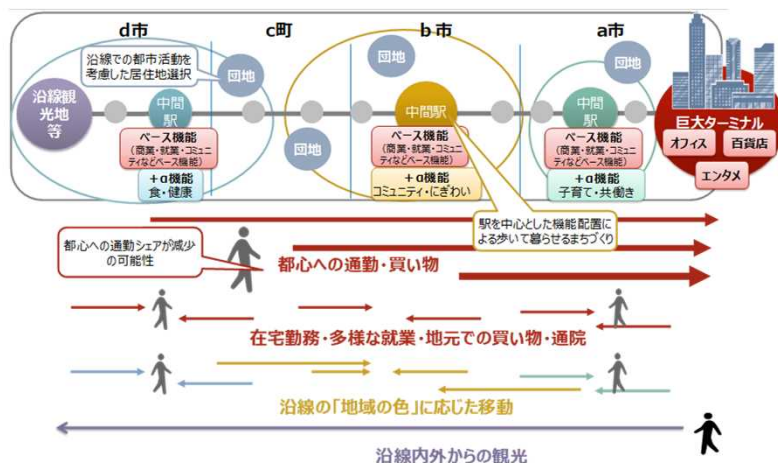 d市
c町
b市
a市
沿線での都市活動を
考慮した居住地選択
団地
団地
団地
団地
沿線観
光地
等
中間
駅
中間駅
中間
駅
巨大ターミナル
オフィス
百貨店
エンタメ
ベース機能
(商業・就業・コミュニ
ティなどベース機能)
ベース機能
(商業・就業・コミュ
ニティなどベース機能)
ベース機能
(商業・就業・コミュニ
ティなどベース機能)
+α機能
食・健康
+α機能
コミュニティ・にぎわい
+α機能
子育て・共働き
駅を中心とした機能配置に
よる歩いて暮らせるまちづくり
都心への通勤シェアが減少
の可能性
都心への通勤・買い物
在宅勤務・多様な就業・地元での買い物・通院
沿線の「地域の色」に応じた移動
沿線内外からの観光